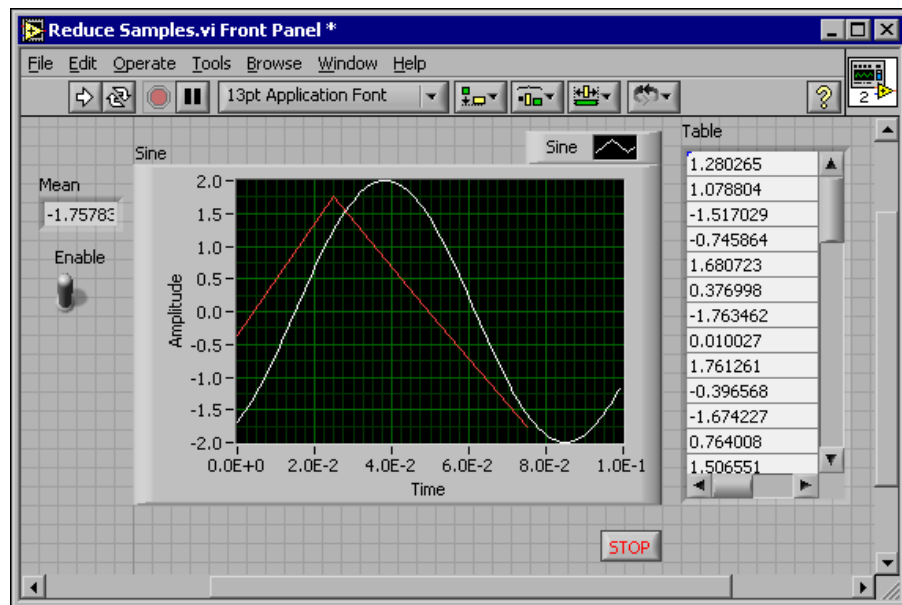 Reduce Samples.vi Front Panel *
File Edit Operate Tools Browse Window Help
13pt Application Font
2
Table
Sine
Sine
Mean
-1.75783
Enable
Amplitude
2.0
1.5
1.0
0.5
0.0
-0.5
-1.0
-1.5
-2.0
0.0E+0 2.0E-2 4.0E-2 6.0E-2 8.0E-2 1.0E-1
Time
1.280265
1.078804
-1.517029
-0.745864
1.680723
0.376998
-1.763462
0.010027
1.761261
-0.396568
-1.674227
0.764008
1.506551
STOP